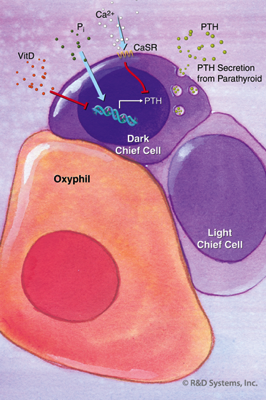 Ca²⁺
PTH
Pᵢ
VitD
CaSR
PTH Secretion
from Parathyroid
PTH
Dark
Chief Cell
Oxyphil
Light
Chief Cell
© R&D Systems, Inc.